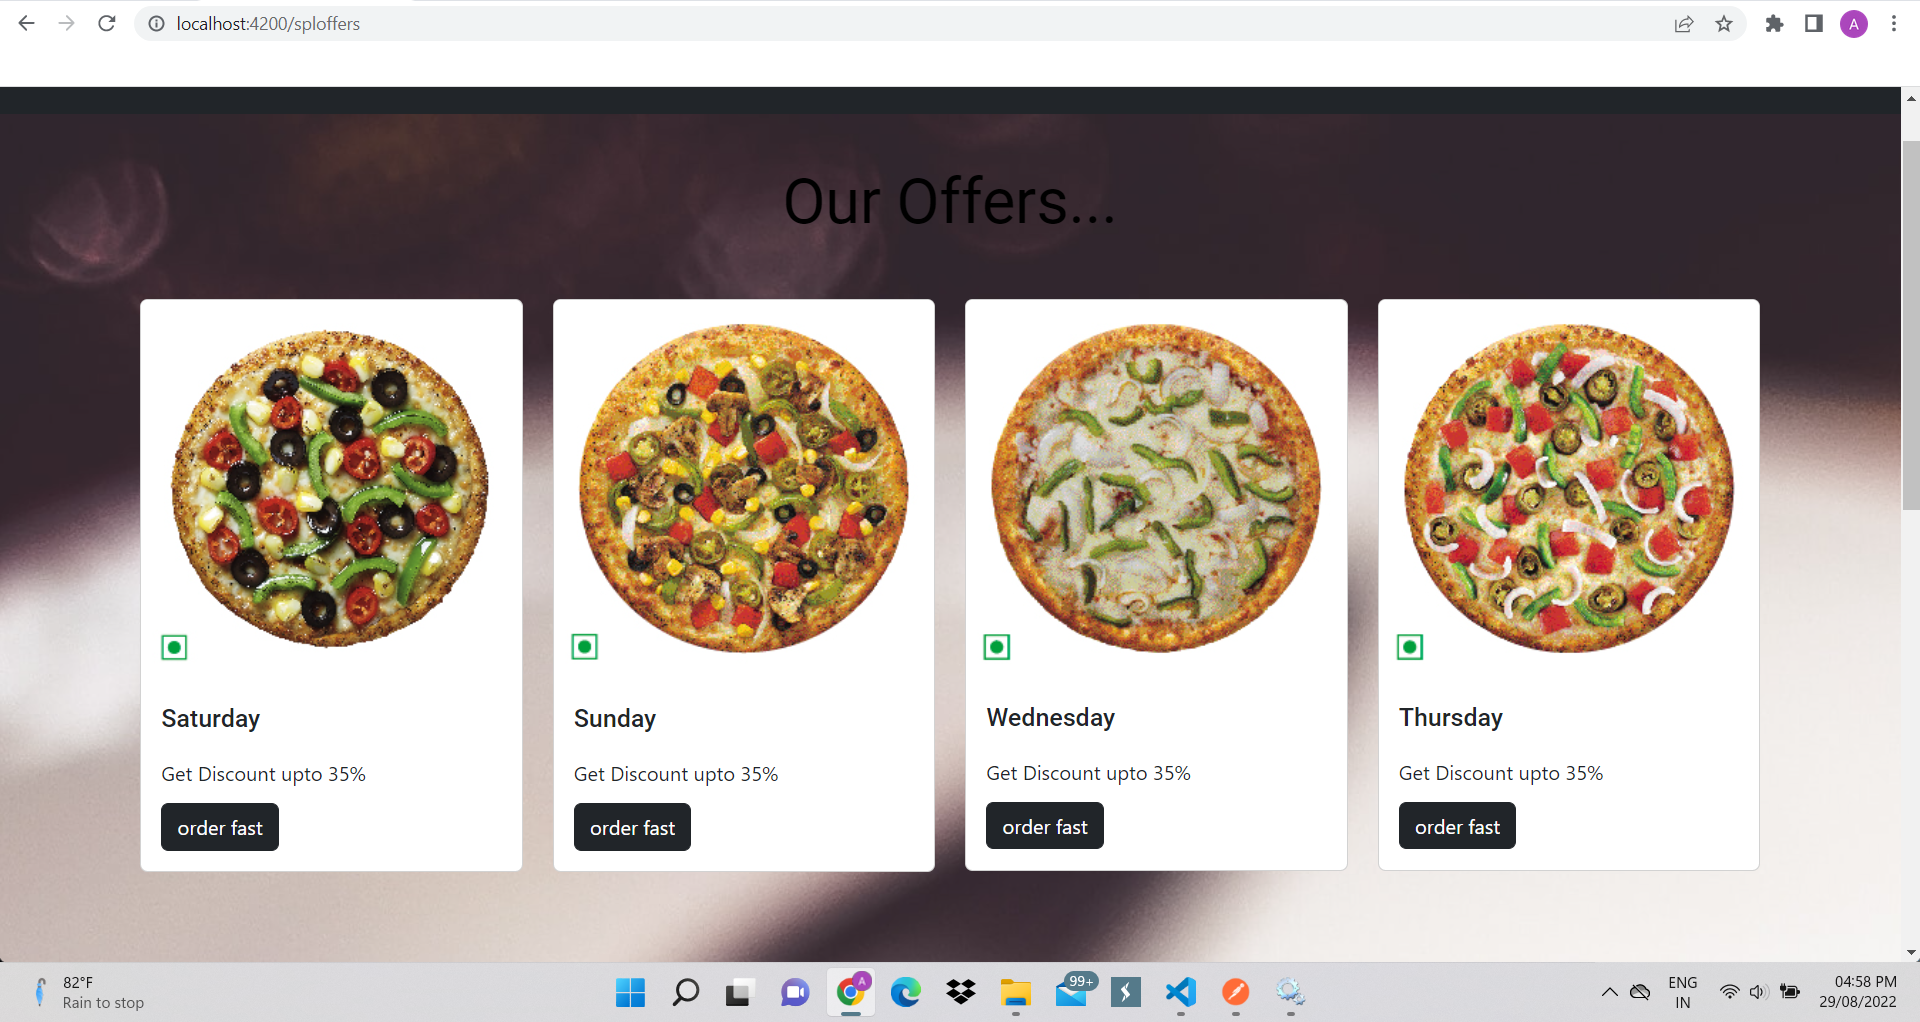 localhost:4200/sploffers
A
Our Offers...
Saturday
Get Discount upto 35%
order fast
Sunday
Get Discount upto 35%
order fast
Wednesday
Get Discount upto 35%
order fast
Thursday
Get Discount upto 35%
order fast
82°F
Rain to stop
A
99+
ENG
IN
04:58 PM
29/08/2022